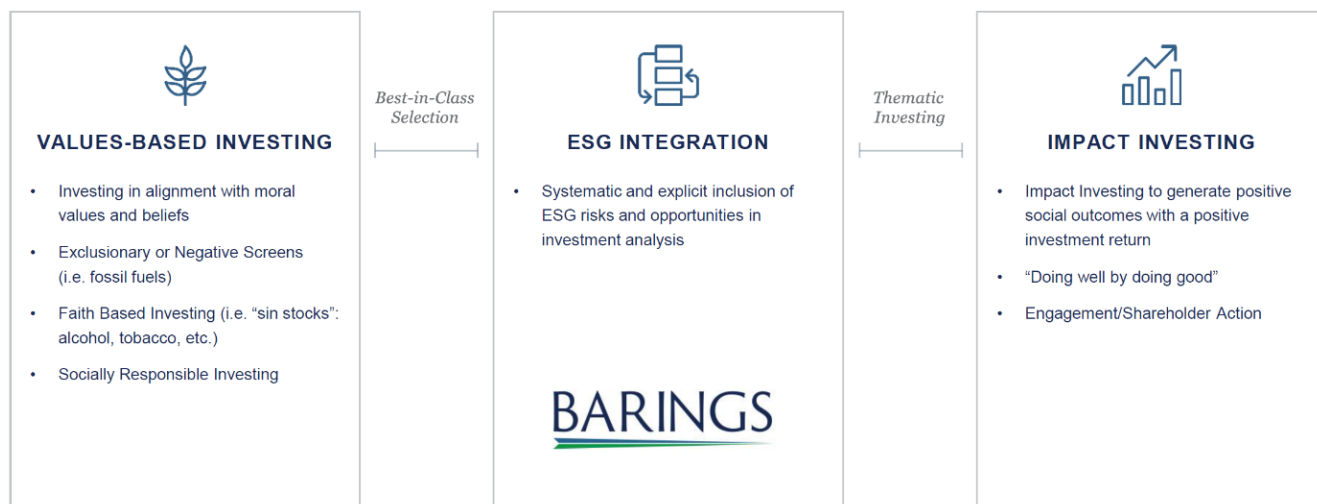 VALUES-BASED INVESTING
• Investing in alignment with moral
values and beliefs
• Exclusionary or Negative Screens
(i.e. fossil fuels)
• Faith Based Investing (i.e. “sin stocks”:
alcohol, tobacco, etc.)
• Socially Responsible Investing
Best-in-Class
Selection
ESG INTEGRATION
• Systematic and explicit inclusion of
ESG risks and opportunities in
investment analysis
BARINGS
Thematic
Investing
IMPACT INVESTING
• Impact Investing to generate positive
social outcomes with a positive
investment return
• “Doing well by doing good”
• Engagement/Shareholder Action